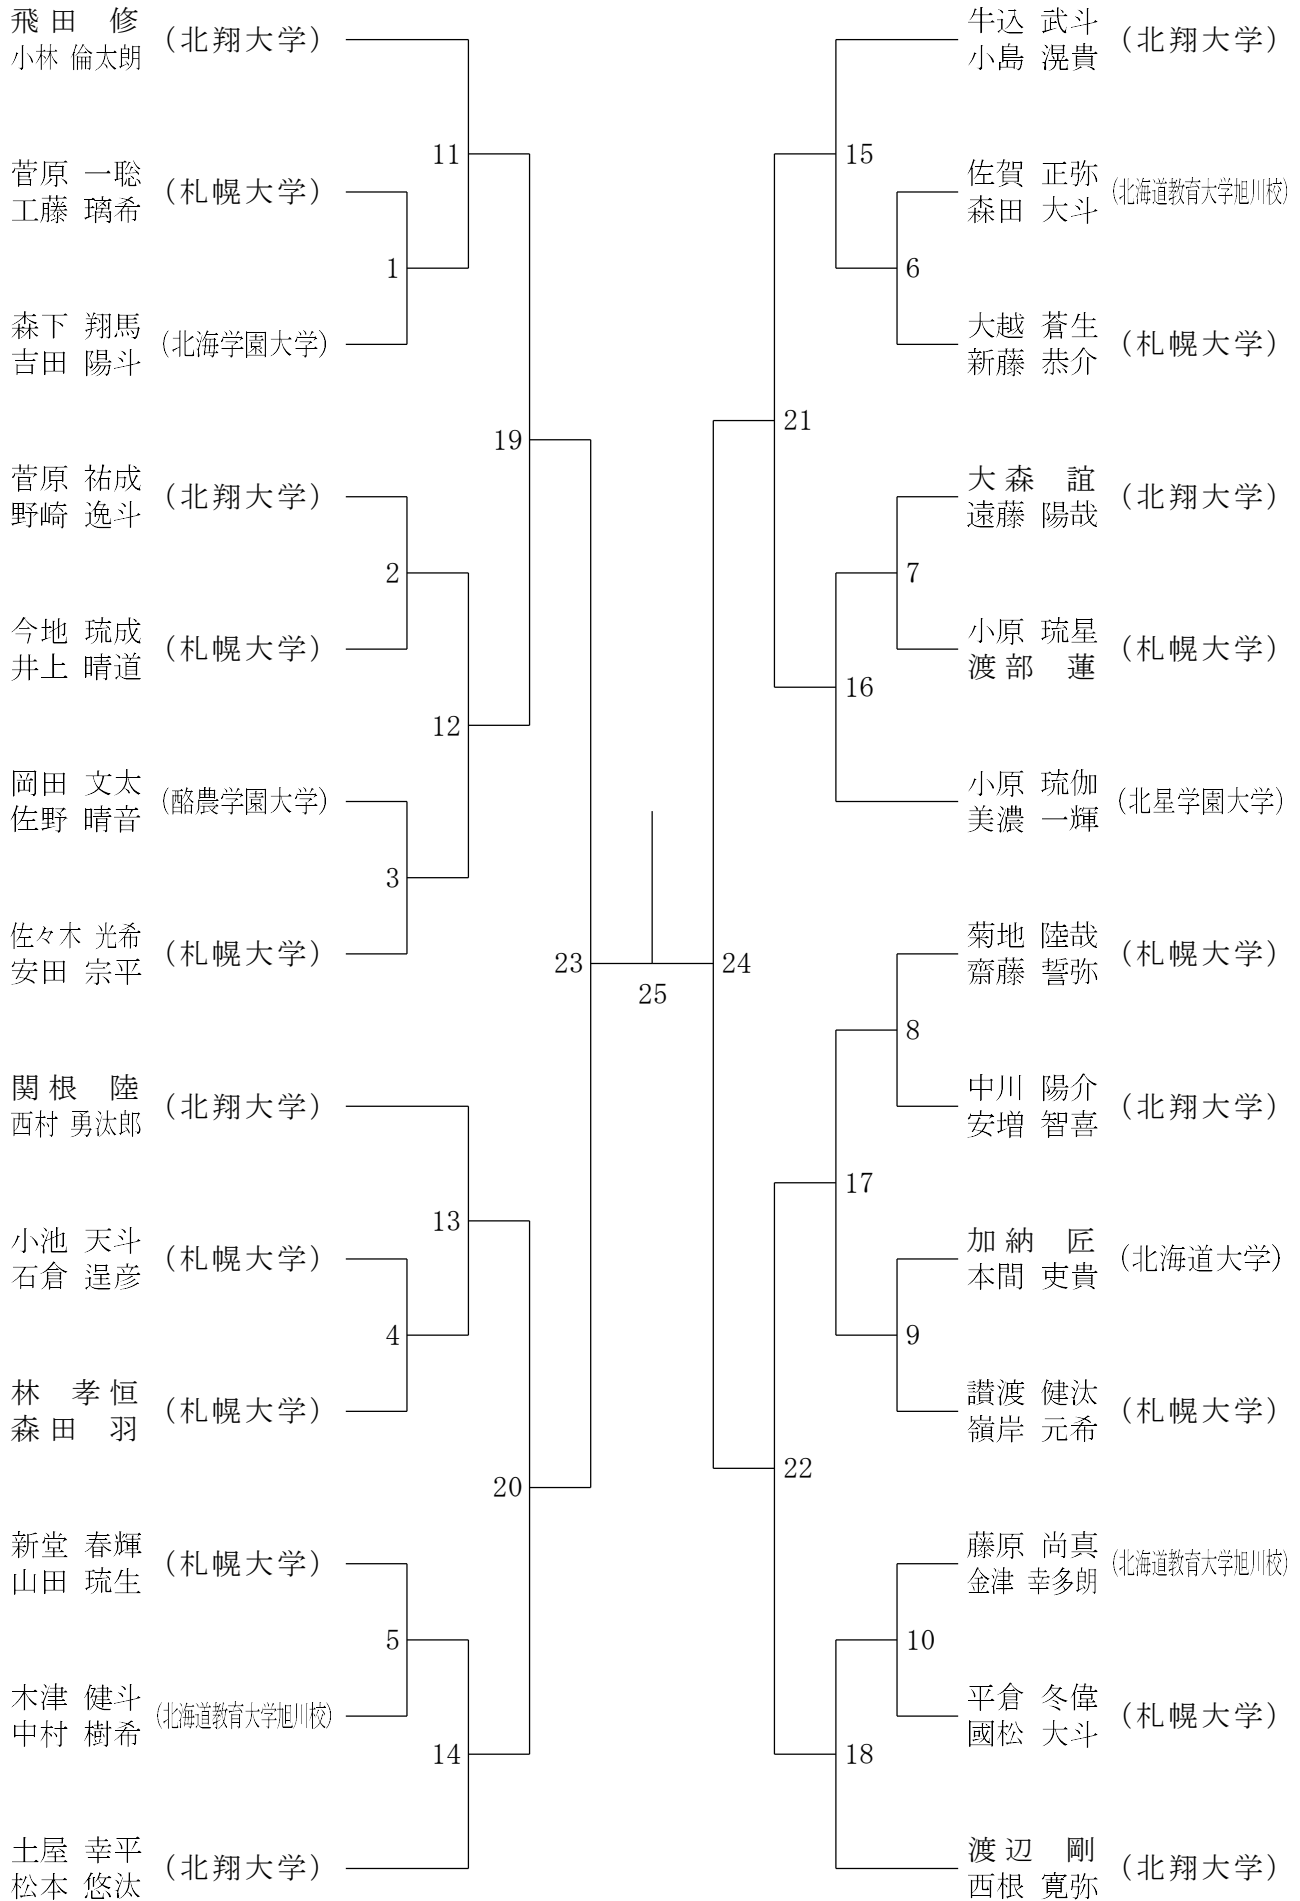 飛田 修
小林 倫太朗
(北翔大学)
菅原 一聡
工藤 璃希
(札幌大学)
森下 翔馬
吉田 陽斗
(北海学園大学)
菅原 祐成
野崎 逸斗
(北翔大学)
今地 琉成
井上 晴道
(札幌大学)
岡田 文太
佐野 晴音
(酪農学園大学)
佐々木 光希
安田 宗平
(札幌大学)
関根 陸
西村 勇汰郎
(北翔大学)
小池 天斗
石倉 逞彦
(札幌大学)
林 孝恒
森田 羽
(札幌大学)
新堂 春輝
山田 琉生
(札幌大学)
木津 健斗
中村 樹希
(北海道教育大学旭川校)
土屋 幸平
松本 悠汰
(北翔大学)
1
2
3
4
5
11
12
13
14
19
20
23
25
24
21
22
15
16
17
18
6
7
8
9
10
牛込 武斗
小島 滉貴
(北翔大学)
佐賀 正弥
森田 大斗
(北海道教育大学旭川校)
大越 蒼生
新藤 恭介
(札幌大学)
大森 誼
遠藤 陽哉
(北翔大学)
小原 琉星
渡部 蓮
(札幌大学)
小原 琉伽
美濃 一輝
(北星学園大学)
菊地 陸哉
齋藤 誓弥
(札幌大学)
中川 陽介
安増 智喜
(北翔大学)
加納 匠
本間 吏貴
(北海道大学)
讃渡 健汰
嶺岸 元希
(札幌大学)
藤原 尚真
金津 幸多朗
(北海道教育大学旭川校)
平倉 冬偉
國松 大斗
(札幌大学)
渡辺 剛
西根 寛弥
(北翔大学)